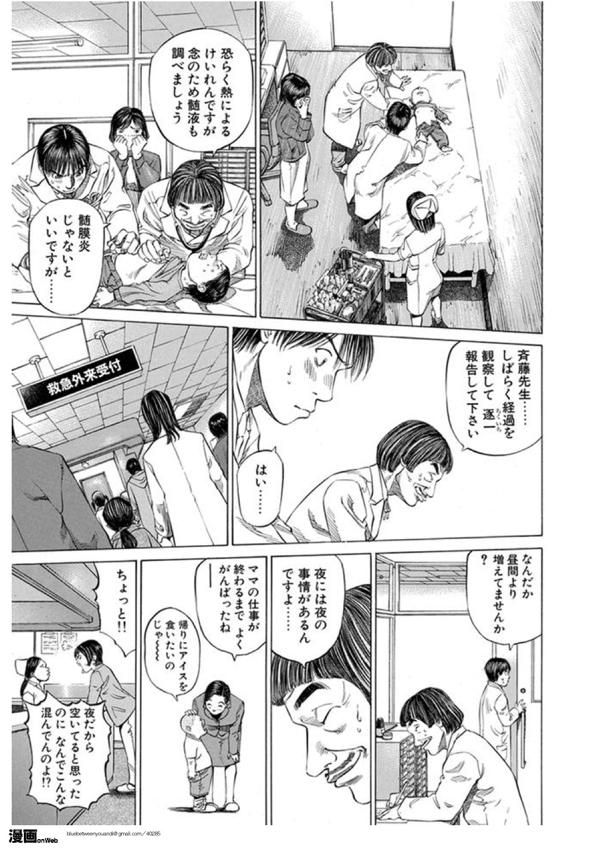 恐らく熱による
けいれんですが
念のため髄液も
調べましょう
髄膜炎
じゃないと
いいですが……
斉藤先生……
しばらく経過を
観察して 逐一
ちくいち
報告して下さい
はい……
救急外来受付
なんだか
昼間より
増えてませんか
?
夜には夜の
事情があるん
ですよ……
ママの仕事が
終わるまで よく
がんばったね
――
帰りにアイスを
食いたいの
じゃ〜〜〜
ちょっと!!
夜だから
空いてると思った
のに なんでこんな
混んでんのよ!?
漫画 on Web
bluebetweenyouandi@gmail.com/40285